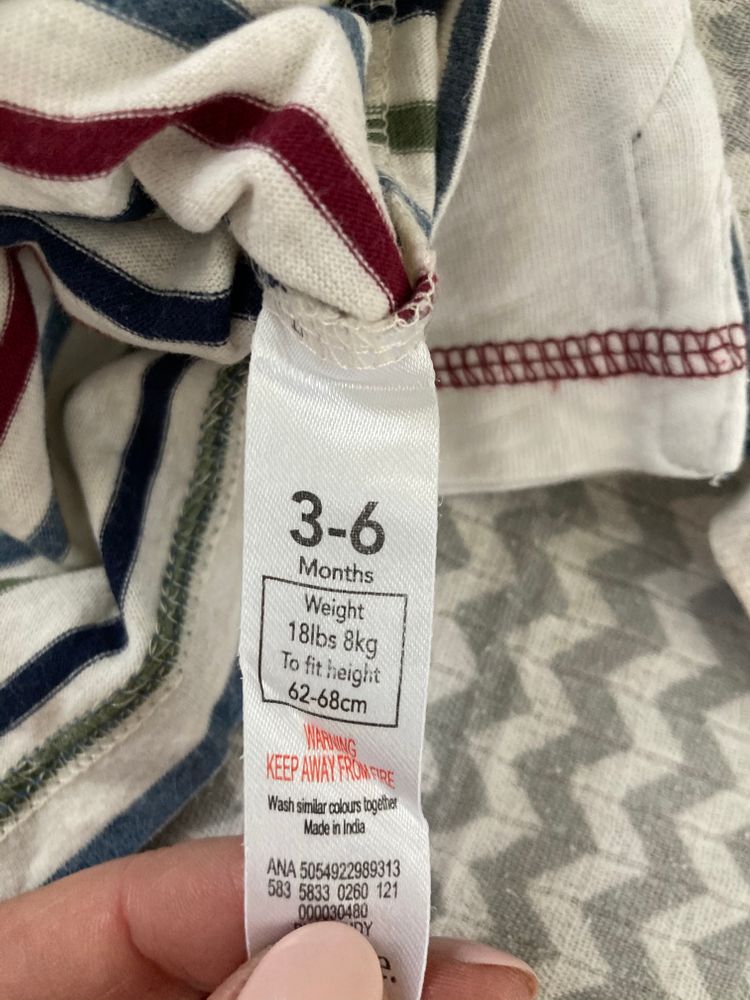 3-6
Months
Weight
18lbs 8kg
To fit height
62-68cm
WARNING
KEEP AWAY FROM FIRE
Wash similar colours together
Made in India
ANA 5054922989313
583 5833 0260 121
000030480